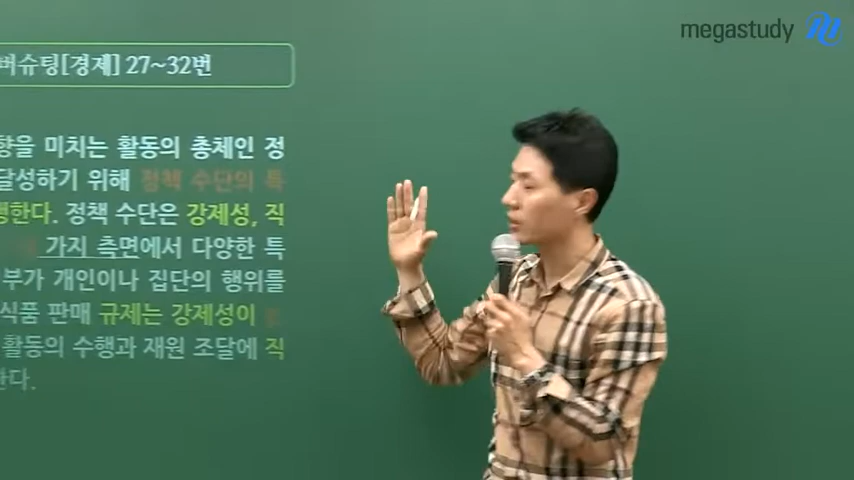 megastudy
버슈팅[경제] 27~32번
향을 미치는 활동의 총체인 정
달성하기 위해 정책 수단의 특
행한다. 정책 수단은 강제성, 직
가지 측면에서 다양한 특
부가 개인이나 집단의 행위를
식품 판매 규제는 강제성이
활동의 수행과 재원 조달에 직
한다.